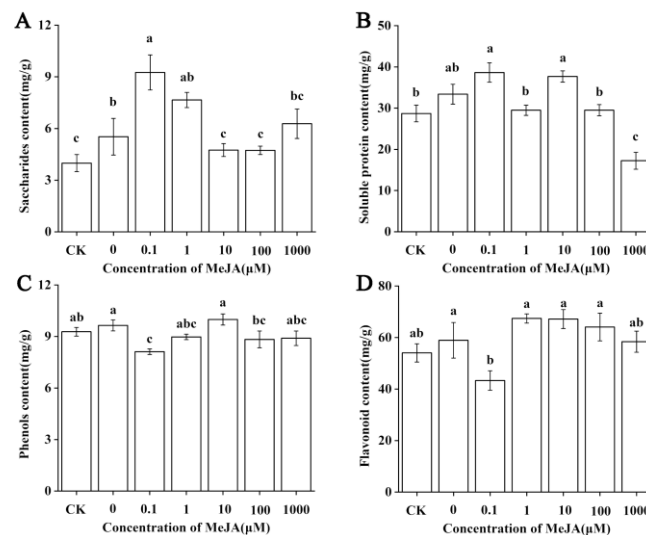 A
Saccharides content(mg/g)
12
9
6
3
0
c
b
a
ab
c
c
bc
CK 0 0.1 1 10 100 1000
Concentration of MeJA(μM)
B
Soluble protein content(mg/g)
50
40
30
20
10
0
b
ab
a
b
a
b
c
CK 0 0.1 1 10 100 1000
Concentration of MeJA(μM)
C
Phenols content(mg/g)
12
9
6
3
0
ab
a
c
abc
a
bc
abc
CK 0 0.1 1 10 100 1000
Concentration of MeJA(μM)
D
Flavonoid content(mg/g)
80
60
40
20
0
ab
a
b
a
a
a
ab
CK 0 0.1 1 10 100 1000
Concentration of MeJA(μM)